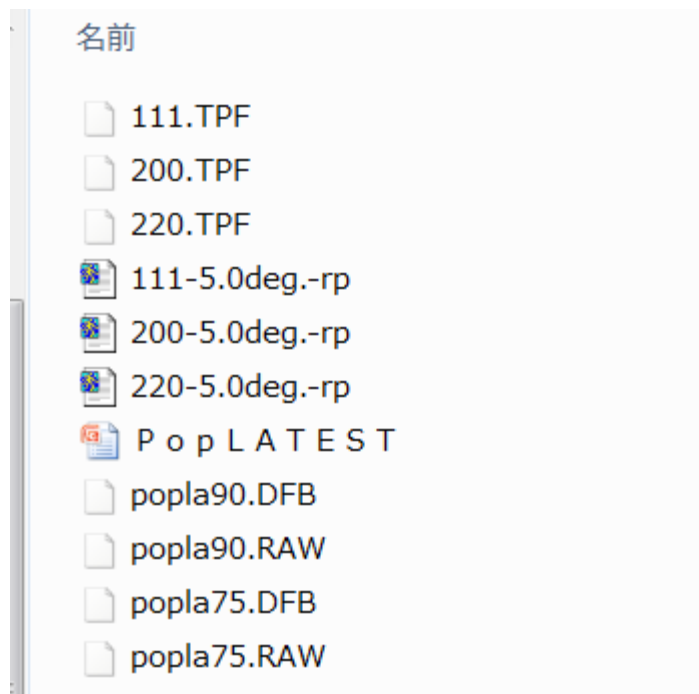 名前
111.TPF
200.TPF
220.TPF
111-5.0deg.-rp
200-5.0deg.-rp
220-5.0deg.-rp
ＰｏｐＬＡＴＥＳＴ
popla90.DFB
popla90.RAW
popla75.DFB
popla75.RAW